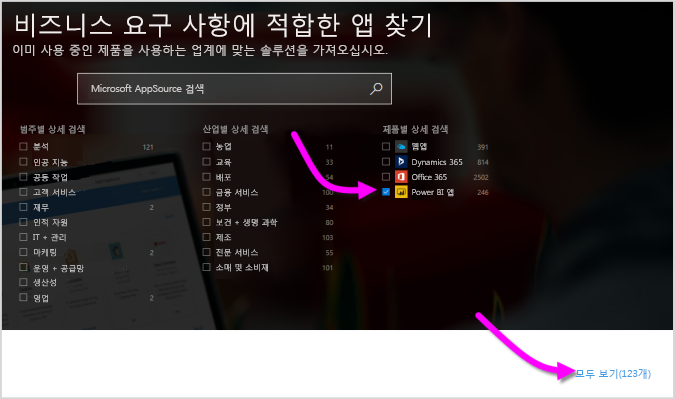 비즈니스 요구 사항에 적합한 앱 찾기
이미 사용 중인 제품을 사용하는 업계에 맞는 솔루션을 가져오십시오.
Microsoft AppSource 검색
범주별 상세 검색
분석 121
인공 지능
공동 작업
고객 서비스
재무 2
인적 자원
IT + 관리
마케팅 2
운영 + 공급망
생산성
영업 2
산업별 상세 검색
농업 11
교육 33
배포 54
금융 서비스 100
정부 34
보건 + 생명 과학 80
제조 103
전문 서비스 55
소매 및 소비재 101
제품별 상세 검색
웹앱 391
Dynamics 365 814
Office 365 2502
Power BI 앱 246
모두 보기(123개)